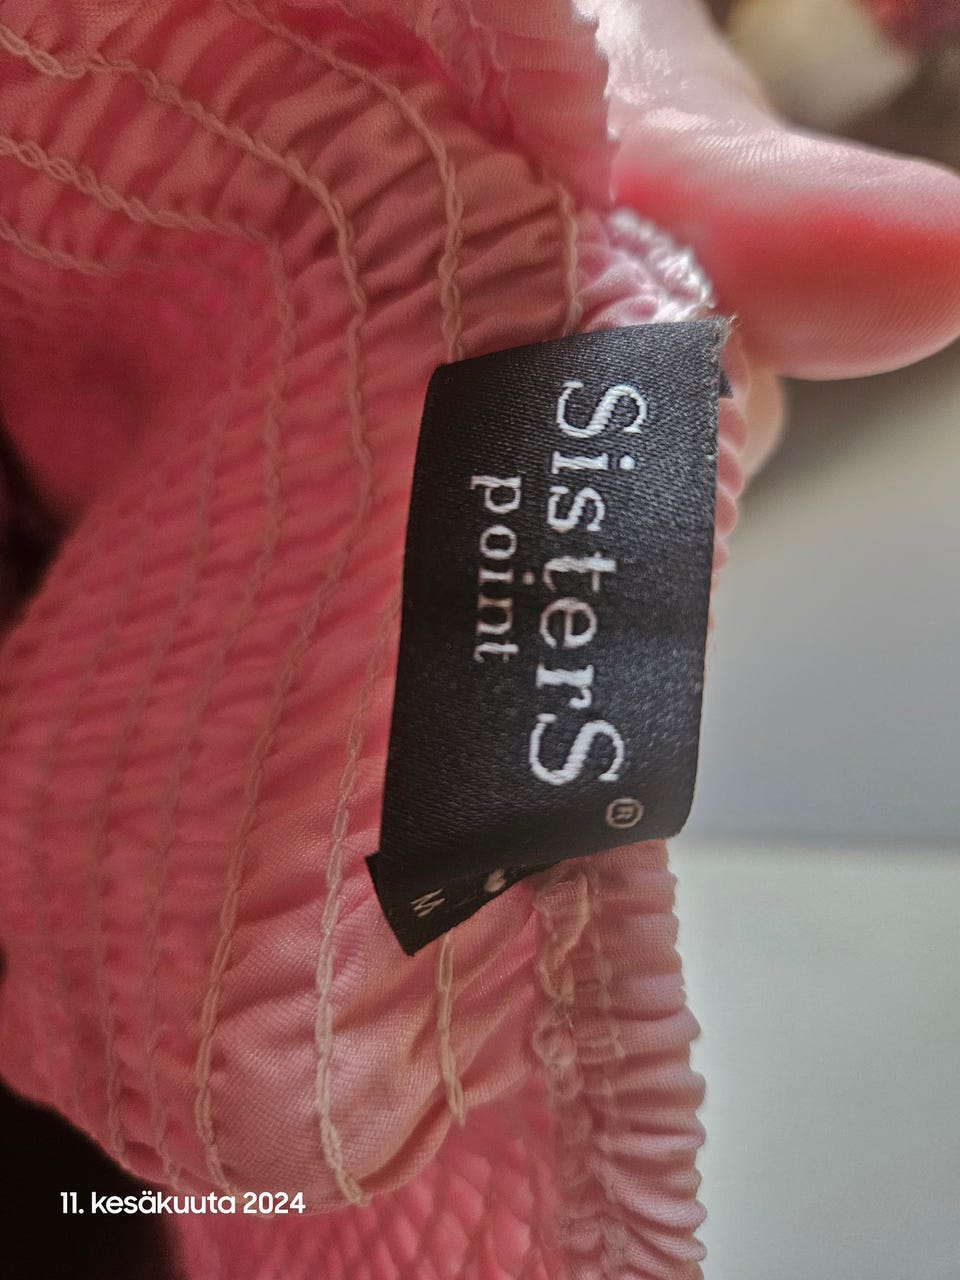 SisterS®
point
M
11. kesäkuuta 2024